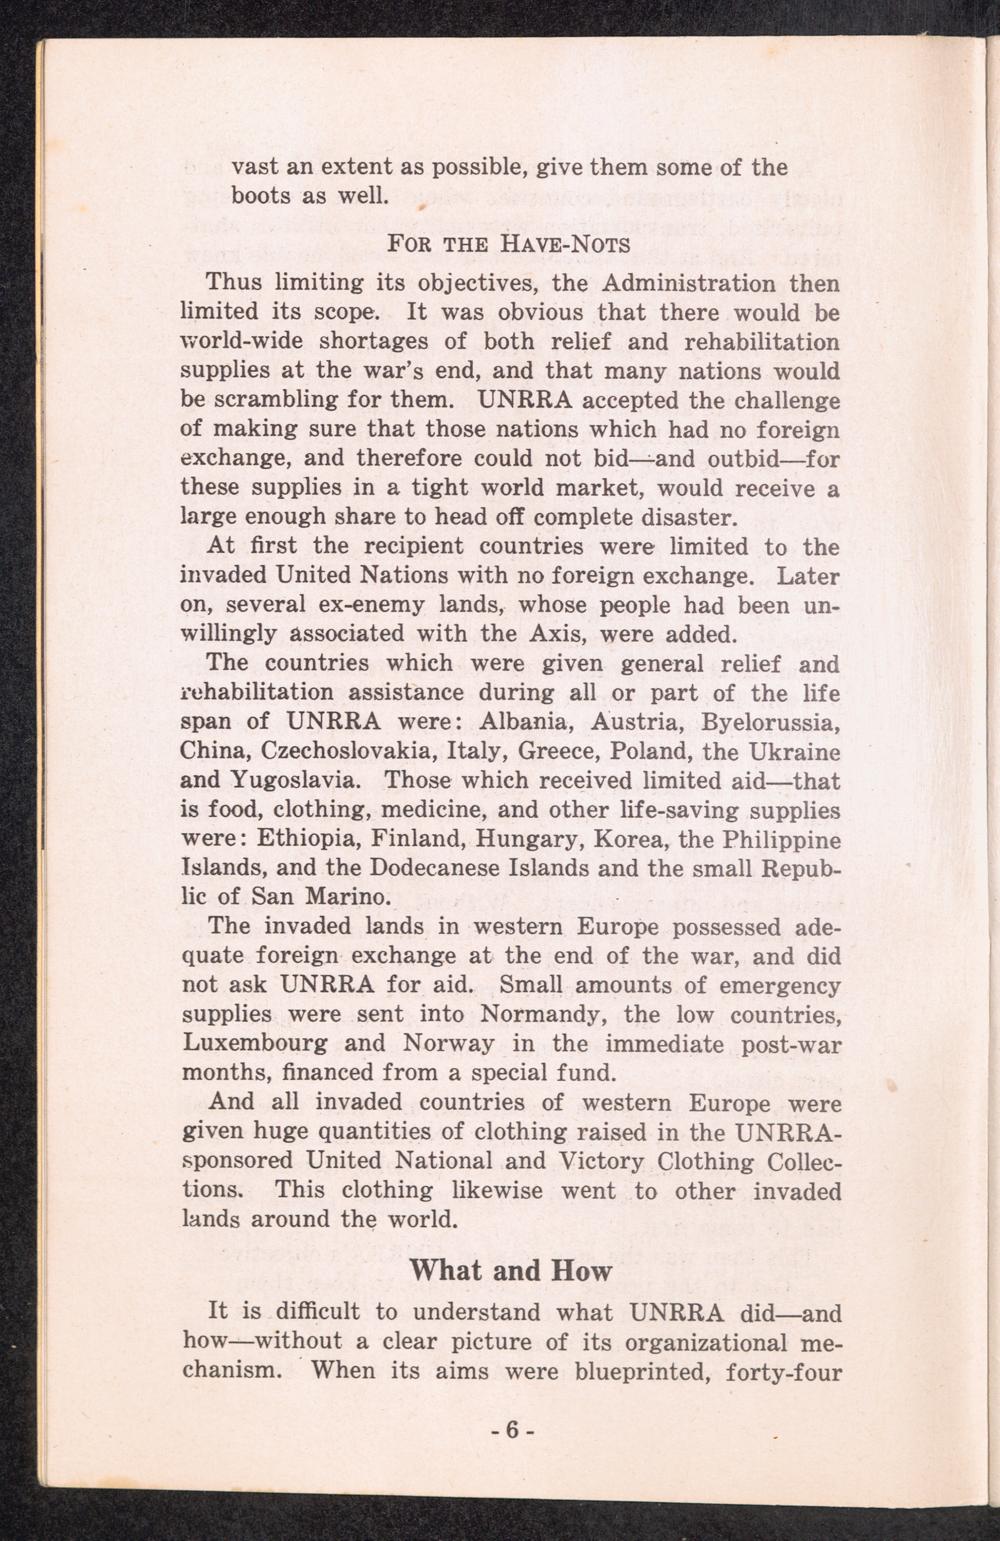 vast an extent as possible, give them some of the
boots as well.
FOR THE HAVE-NOTS
Thus limiting its objectives, the Administration then
limited its scope. It was obvious that there would be
world-wide shortages of both relief and rehabilitation
supplies at the war's end, and that many nations would
be scrambling for them. UNRRA accepted the challenge
of making sure that those nations which had no foreign
exchange, and therefore could not bid—and outbid—for
these supplies in a tight world market, would receive a
large enough share to head off complete disaster.
At first the recipient countries were limited to the
invaded United Nations with no foreign exchange. Later
on, several ex-enemy lands, whose people had been un-
willingly associated with the Axis, were added.
The countries which were given general relief and
rehabilitation assistance during all or part of the life
span of UNRRA were: Albania, Austria, Byelorussia,
China, Czechoslovakia, Italy, Greece, Poland, the Ukraine
and Yugoslavia. Those which received limited aid—that
is food, clothing, medicine, and other life-saving supplies
were: Ethiopia, Finland, Hungary, Korea, the Philippine
Islands, and the Dodecanese Islands and the small Repub-
lic of San Marino.
The invaded lands in western Europe possessed ade-
quate foreign exchange at the end of the war, and did
not ask UNRRA for aid. Small amounts of emergency
supplies were sent into Normandy, the low countries,
Luxembourg and Norway in the immediate post-war
months, financed from a special fund.
And all invaded countries of western Europe were
given huge quantities of clothing raised in the UNRRA-
sponsored United National and Victory Clothing Collec-
tions. This clothing likewise went to other invaded
lands around the world.
What and How
It is difficult to understand what UNRRA did—and
how—without a clear picture of its organizational me-
chanism. When its aims were blueprinted, forty-four
- 6 -